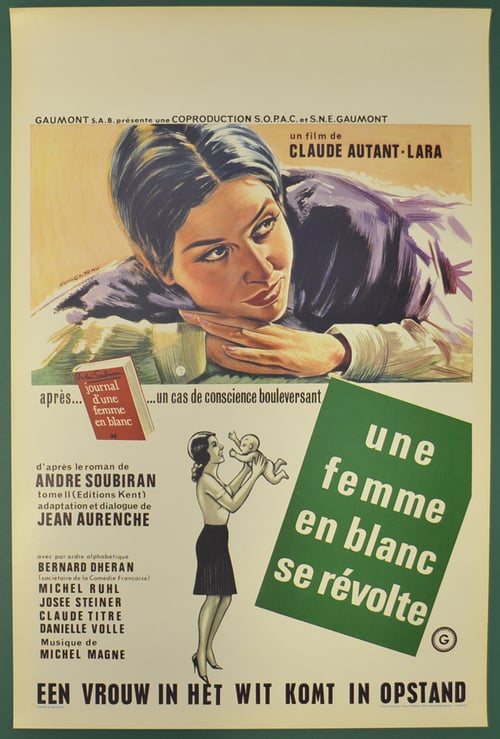 GAUMONT S.A.B. présente une COPRODUCTION S.O.P.A.C. et S.N.E. GAUMONT
un film de
CLAUDE AUTANT-LARA
après...
journal
d'une
femme
en blanc
...un cas de conscience bouleversant
une
femme
en blanc
se révolte
d'après le roman de
ANDRE SOUBIRAN
tome II (Editions Kent)
adaptation et dialogue de
JEAN AURENCHE
avec par ordre alphabétique
BERNARD DHERAN
(sociétaire de la Comédie Française)
MICHEL RUHL
JOSEE STEINER
CLAUDE TITRE
DANIELLE VOLLE
Musique de
MICHEL MAGNE
G
EEN VROUW IN HET WIT KOMT IN OPSTAND